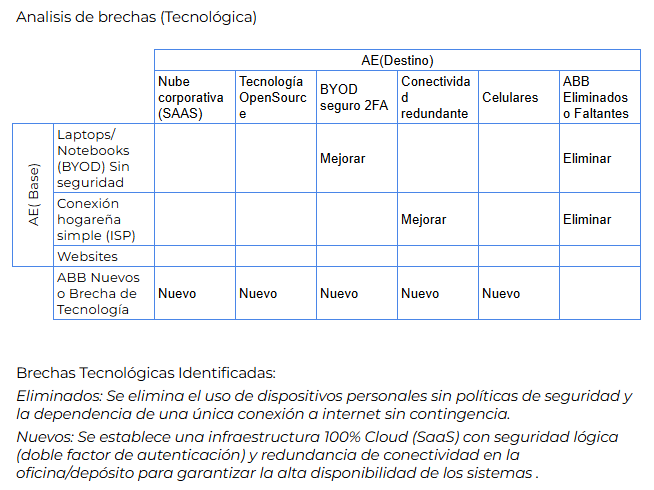 Analisis de brechas (Tecnológica)
AE(Destino)
Nube
corporativa
(SAAS)
Tecnología
OpenSourc
e
BYOD
seguro 2FA
Conectivida
d
redundante
Celulares
ABB
Eliminados
o Faltantes
AE( Base)
Laptops/
Notebooks
(BYOD) Sin
seguridad
Mejorar
Eliminar
Conexión
hogareña
simple (ISP)
Mejorar
Eliminar
Websites
ABB Nuevos
o Brecha de
Tecnología
Nuevo
Nuevo
Nuevo
Nuevo
Nuevo
Brechas Tecnológicas Identificadas:
Eliminados: Se elimina el uso de dispositivos personales sin políticas de seguridad y
la dependencia de una única conexión a internet sin contingencia.
Nuevos: Se establece una infraestructura 100% Cloud (SaaS) con seguridad lógica
(doble factor de autenticación) y redundancia de conectividad en la
oficina/depósito para garantizar la alta disponibilidad de los sistemas .